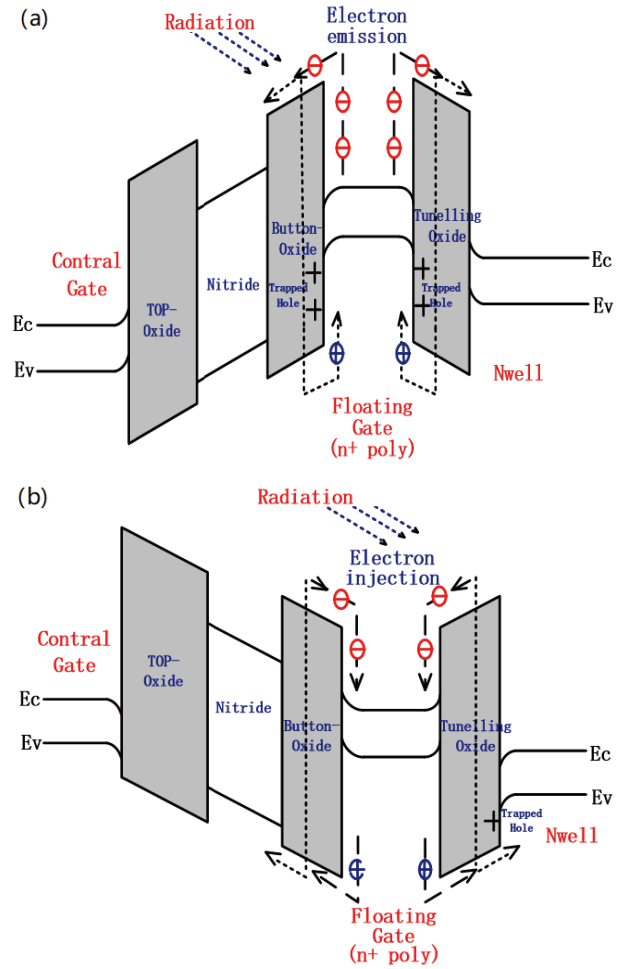 (a)
Radiation
Electron
emission
Contral
Gate
Ec
Ev
TOP-
Oxide
Nitride
Button-
Oxide
Trapped
Hole
Tunelling
Oxide
Trapped
Hole
Ec
Ev
Nwell
Floating
Gate
(n+ poly)
(b)
Radiation
Electron
injection
Contral
Gate
Ec
Ev
TOP-
Oxide
Nitride
Button-
Oxide
Tunelling
Oxide
Ec
Ev
Trapped
Hole
Nwell
Floating
Gate
(n+ poly)